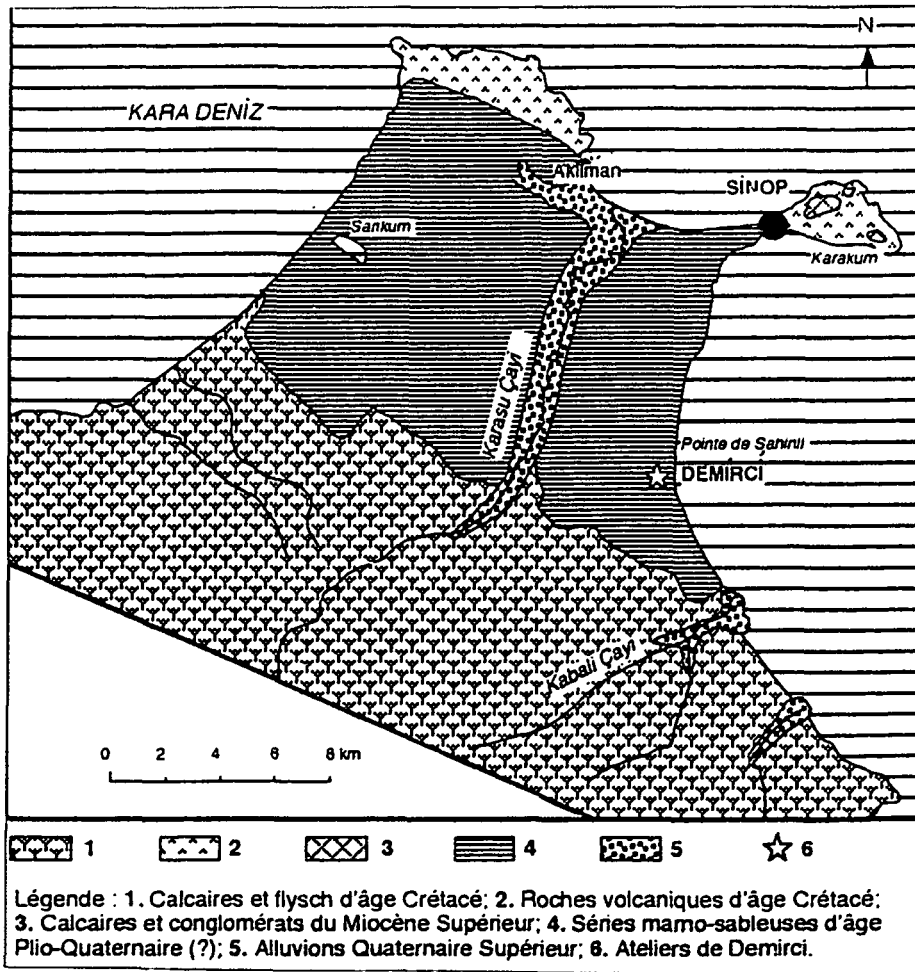 N
KARA DENİZ
Aklıman
SİNOP
Sarıkum
Karakum
Karasu Çayı
Pointe de Şahinli
DEMİRCİ
Kabalı Çayı
0 2 4 6 8 km
1 2 3 4 5 6
Légende : 1. Calcaires et flysch d'âge Crétacé; 2. Roches volcaniques d'âge Crétacé;
3. Calcaires et conglomérats du Miocène Supérieur; 4. Séries marno-sableuses d'âge
Plio-Quaternaire (?); 5. Alluvions Quaternaire Supérieur; 6. Ateliers de Demirci.